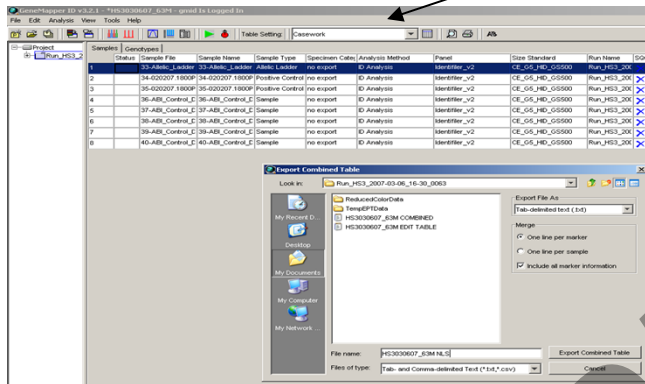 GeneMapper ID v3.2.1 - *HS3030607_63M - gmid Is Logged In
File Edit Analysis View Tools Help
Table Setting: Casework
Project
Run_HS3_2
Samples Genotypes
Status Sample File Sample Name Sample Type Specimen Categ Analysis Method Panel Size Standard Run Name SQ
1 33-Allelic_Ladder 33-Allelic_Ladder Allelic Ladder no export ID Analysis Identifiler_v2 CE_G5_HID_GS500 Run_HS3_200
2 34-020207.1800P 34-020207.1800P Positive Control no export ID Analysis Identifiler_v2 CE_G5_HID_GS500 Run_HS3_200
3 35-020207.1800P 35-020207.1800P Positive Control no export ID Analysis Identifiler_v2 CE_G5_HID_GS500 Run_HS3_200
4 36-ABI_Control_D 36-ABI_Control_D Sample no export ID Analysis Identifiler_v2 CE_G5_HID_GS500 Run_HS3_200
5 37-ABI_Control_D 37-ABI_Control_D Sample no export ID Analysis Identifiler_v2 CE_G5_HID_GS500 Run_HS3_200
6 38-ABI_Control_D 38-ABI_Control_D Sample no export ID Analysis Identifiler_v2 CE_G5_HID_GS500 Run_HS3_200
7 39-ABI_Control_D 39-ABI_Control_D Sample no export ID Analysis Identifiler_v2 CE_G5_HID_GS500 Run_HS3_200
8 40-ABI_Control_D 40-ABI_Control_D Sample no export ID Analysis Identifiler_v2 CE_G5_HID_GS500 Run_HS3_200
Export Combined Table
Look in: Run_HS3_2007-03-06_16-30_0063
My Recent D...
Desktop
My Documents
My Computer
My Network ...
ReducedColorData
TempEPTData
HS3030607_63M COMBINED
HS3030607_63M EDIT TABLE
Export File As
Tab-delimited text (.txt)
Merge
One line per marker
One line per sample
Include all marker information
File name: HS3030607_63M NLS
Export Combined Table
Files of type: Tab- and Comma-delimited Text (*.txt,*.csv)
Cancel